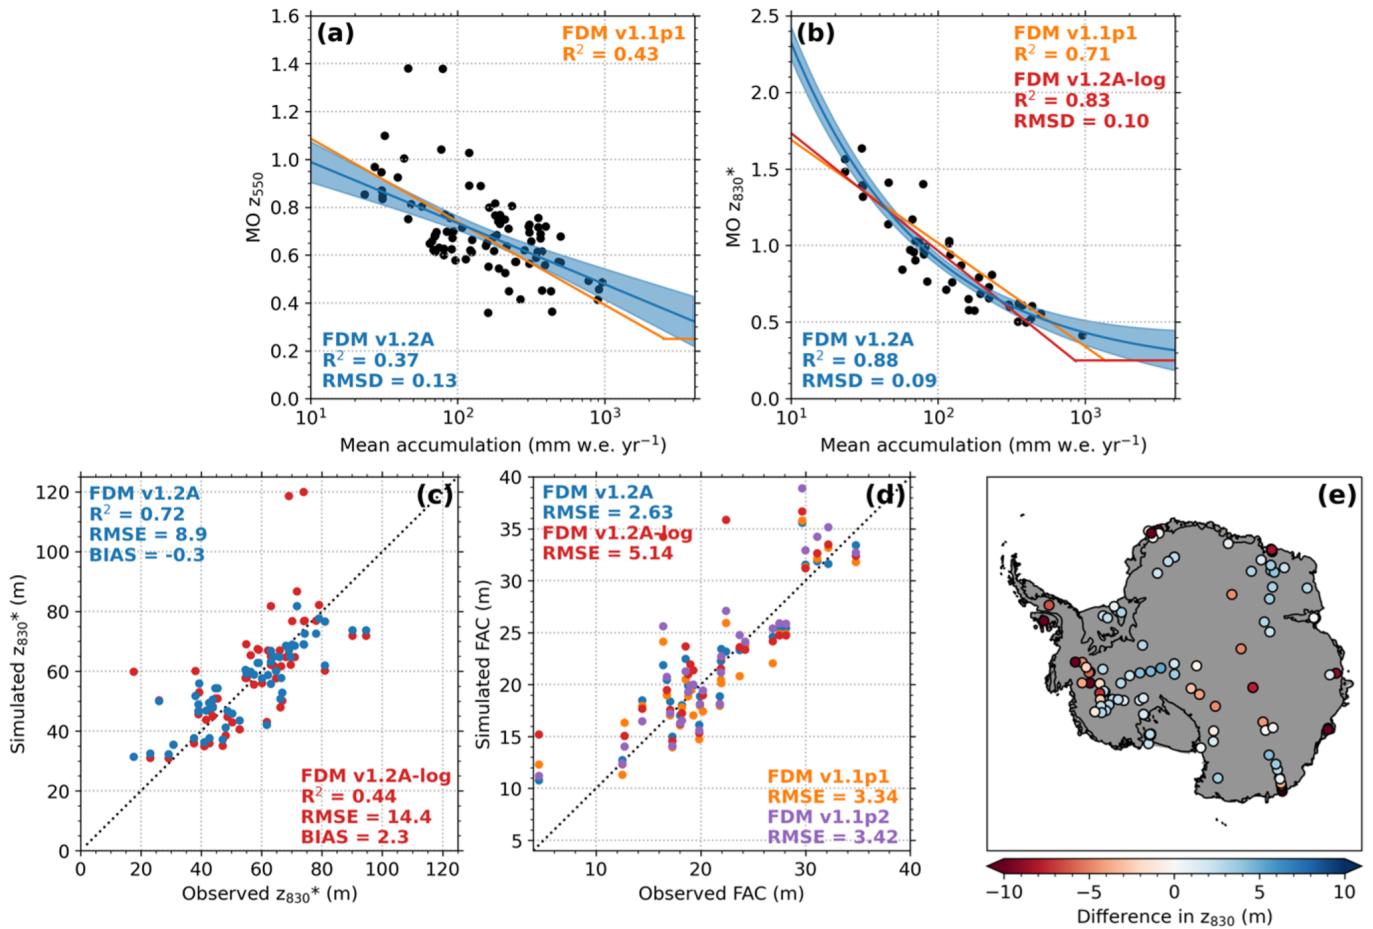 (a)
FDM v1.1p1
R² = 0.43
FDM v1.2A
R² = 0.37
RMSD = 0.13
MO z₅₅₀
1.6
1.4
1.2
1.0
0.8
0.6
0.4
0.2
0.0
10¹ 10² 10³
Mean accumulation (mm w.e. yr⁻¹)
(b)
FDM v1.1p1
R² = 0.71
FDM v1.2A-log
R² = 0.83
RMSD = 0.10
FDM v1.2A
R² = 0.88
RMSD = 0.09
MO z₈₃₀*
2.5
2.0
1.5
1.0
0.5
0.0
10¹ 10² 10³
Mean accumulation (mm w.e. yr⁻¹)
(c)
FDM v1.2A
R² = 0.72
RMSE = 8.9
BIAS = -0.3
FDM v1.2A-log
R² = 0.44
RMSE = 14.4
BIAS = 2.3
Simulated z₈₃₀* (m)
120
100
80
60
40
20
0
0 20 40 60 80 100 120
Observed z₈₃₀* (m)
(d)
FDM v1.2A
RMSE = 2.63
FDM v1.2A-log
RMSE = 5.14
FDM v1.1p1
RMSE = 3.34
FDM v1.1p2
RMSE = 3.42
Simulated FAC (m)
40
35
30
25
20
15
10
5
10 20 30 40
Observed FAC (m)
(e)
−10 −5 0 5 10
Difference in z₈₃₀ (m)